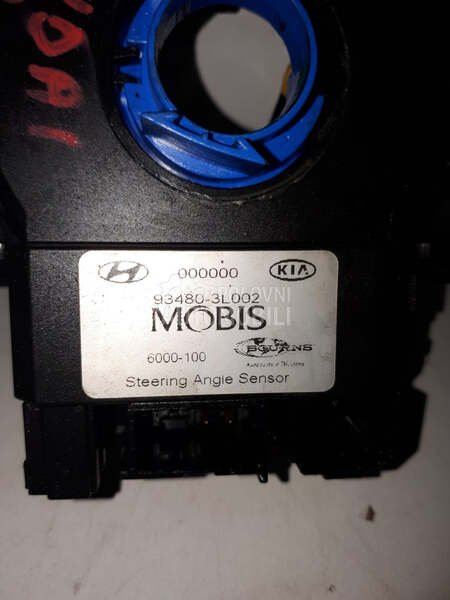 000000
KIA
93480-3L002
MOBIS
6000-100
BOURNS
Steering Angle Sensor